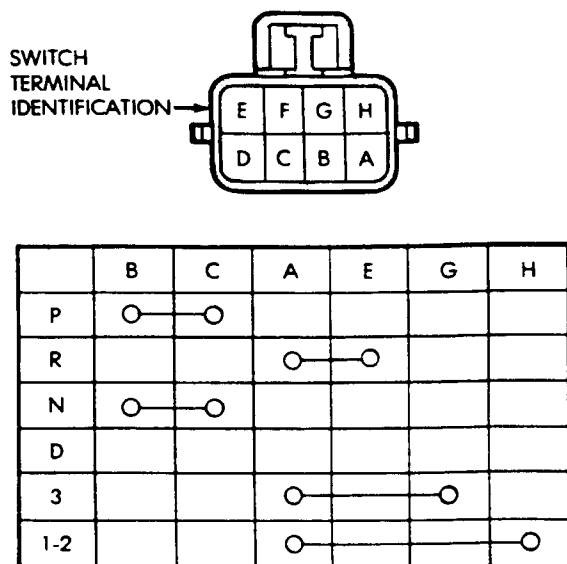 SWITCH
TERMINAL
IDENTIFICATION
E F G H
D C B A
B C A E G H
P
R
N
D
3
1-2